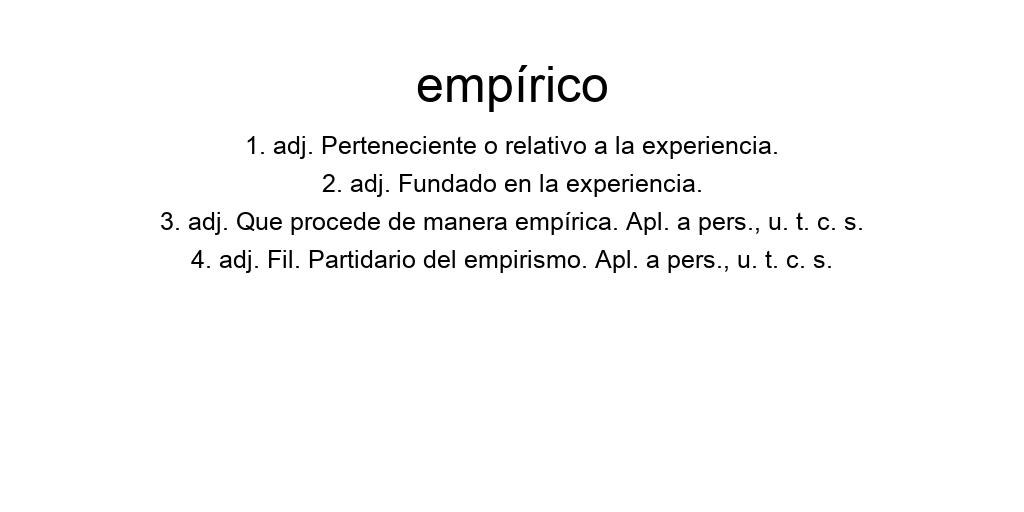 empírico
1. adj. Perteneciente o relativo a la experiencia.
2. adj. Fundado en la experiencia.
3. adj. Que procede de manera empírica. Apl. a pers., u. t. c. s.
4. adj. Fil. Partidario del empirismo. Apl. a pers., u. t. c. s.